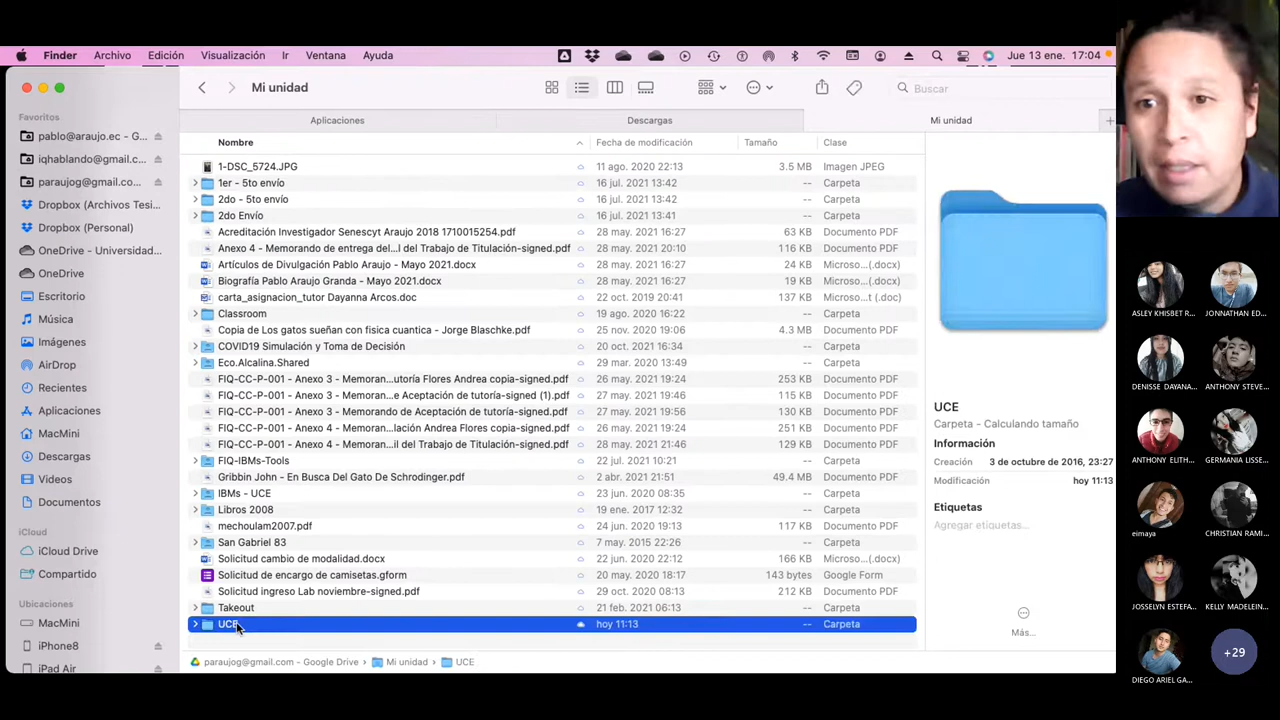 Finder Archivo Edición Visualización Ir Ventana Ayuda Jue 13 ene. 17:04
Mi unidad
Buscar
Aplicaciones Descargas Mi unidad
Favoritos
pablo@araujo.ec - G...
iqhablando@gmail.c...
paraujog@gmail.co...
Dropbox (Archivos Tesi...
Dropbox (Personal)
OneDrive - Universidad...
OneDrive
Escritorio
Música
Imágenes
AirDrop
Recientes
Aplicaciones
MacMini
Descargas
Videos
Documentos
iCloud
iCloud Drive
Compartido
Ubicaciones
MacMini
iPhone8
iPad Air
Nombre Fecha de modificación Tamaño Clase
1-DSC_5724.JPG 11 ago. 2020 22:13 3.5 MB Imagen JPEG
1er - 5to envío 16 jul. 2021 13:42 -- Carpeta
2do - 5to envío 16 jul. 2021 13:42 -- Carpeta
2do Envío 16 jul. 2021 13:41 -- Carpeta
Acreditación Investigador Senescyt Araujo 2018 1710015254.pdf 28 may. 2021 16:27 63 KB Documento PDF
Anexo 4 - Memorando de entrega del...l del Trabajo de Titulación-signed.pdf 28 may. 2021 20:10 116 KB Documento PDF
Artículos de Divulgación Pablo Araujo - Mayo 2021.docx 28 may. 2021 16:27 24 KB Microso...(.docx)
Biografía Pablo Araujo Granda - Mayo 2021.docx 28 may. 2021 16:27 19 KB Microso...(.docx)
carta_asignacion_tutor Dayanna Arcos.doc 22 oct. 2019 20:41 137 KB Microso...t (.doc)
Classroom 19 ago. 2020 16:22 -- Carpeta
Copia de Los gatos sueñan con fisica cuantica - Jorge Blaschke.pdf 25 nov. 2020 19:06 4.3 MB Documento PDF
COVID19 Simulación y Toma de Decisión 20 oct. 2021 16:34 -- Carpeta
Eco.Alcalina.Shared 29 mar. 2020 13:49 -- Carpeta
FIQ-CC-P-001 - Anexo 3 - Memoran...utoría Flores Andrea copia-signed.pdf 26 may. 2021 19:24 253 KB Documento PDF
FIQ-CC-P-001 - Anexo 3 - Memoran...e Aceptación de tutoría-signed (1).pdf 27 may. 2021 19:46 115 KB Documento PDF
FIQ-CC-P-001 - Anexo 3 - Memorando de Aceptación de tutoría-signed.pdf 27 may. 2021 19:56 130 KB Documento PDF
FIQ-CC-P-001 - Anexo 4 - Memoran...lación Andrea Flores copia-signed.pdf 26 may. 2021 19:24 251 KB Documento PDF
FIQ-CC-P-001 - Anexo 4 - Memoran...il del Trabajo de Titulación-signed.pdf 28 may. 2021 21:46 129 KB Documento PDF
FIQ-IBMs-Tools 22 jul. 2021 10:21 -- Carpeta
Gribbin John - En Busca Del Gato De Schrodinger.pdf 2 abr. 2021 21:51 49.4 MB Documento PDF
IBMs - UCE 23 jun. 2020 08:35 -- Carpeta
Libros 2008 19 ene. 2017 12:32 -- Carpeta
mechoulam2007.pdf 24 jun. 2020 19:13 117 KB Documento PDF
San Gabriel 83 7 may. 2015 22:26 -- Carpeta
Solicitud cambio de modalidad.docx 22 jun. 2020 22:12 166 KB Microso...(.docx)
Solicitud de encargo de camisetas.gform 20 may. 2020 18:17 143 bytes Google Form
Solicitud ingreso Lab noviembre-signed.pdf 29 oct. 2020 08:13 212 KB Documento PDF
Takeout 21 feb. 2021 06:13 -- Carpeta
UCE hoy 11:13 -- Carpeta
paraujog@gmail.com - Google Drive › Mi unidad › UCE
UCE
Carpeta - Calculando tamaño
Información
Creación 3 de octubre de 2016, 23:27
Modificación hoy 11:13
Etiquetas
Agregar etiquetas...
Más...
ASLEY KHISBET R... JONNATHAN ED...
DENISSE DAYANA... ANTHONY STEVE...
ANTHONY ELITH... GERMANIA LISSE...
eimaya CHRISTIAN RAMI...
JOSSELYN ESTEFA... KELLY MADELEIN...
DIEGO ARIEL GA... +29